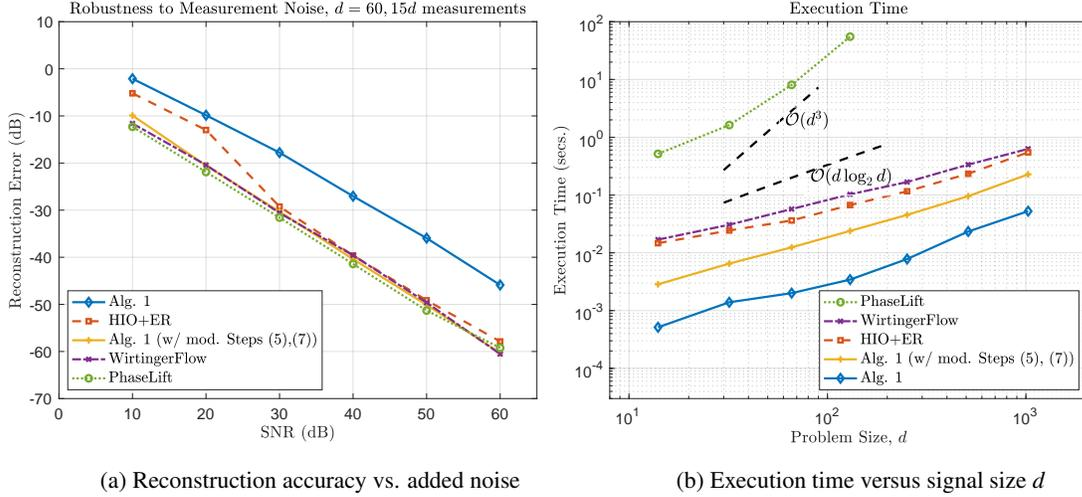 Robustness to Measurement Noise, d = 60, 15d measurements
10
0
-10
-20
-30
-40
-50
-60
-70
Reconstruction Error (dB)
Alg. 1
HIO+ER
Alg. 1 (w/ mod. Steps (5),(7))
WirtingerFlow
PhaseLift
0 10 20 30 40 50 60
SNR (dB)
(a) Reconstruction accuracy vs. added noise
Execution Time
10^2
10^1
10^0
10^-1
10^-2
10^-3
10^-4
Execution Time (secs.)
O(d^3)
O(d log_2 d)
PhaseLift
WirtingerFlow
HIO+ER
Alg. 1 (w/ mod. Steps (5), (7))
Alg. 1
10^1 10^2 10^3
Problem Size, d
(b) Execution time versus signal size d